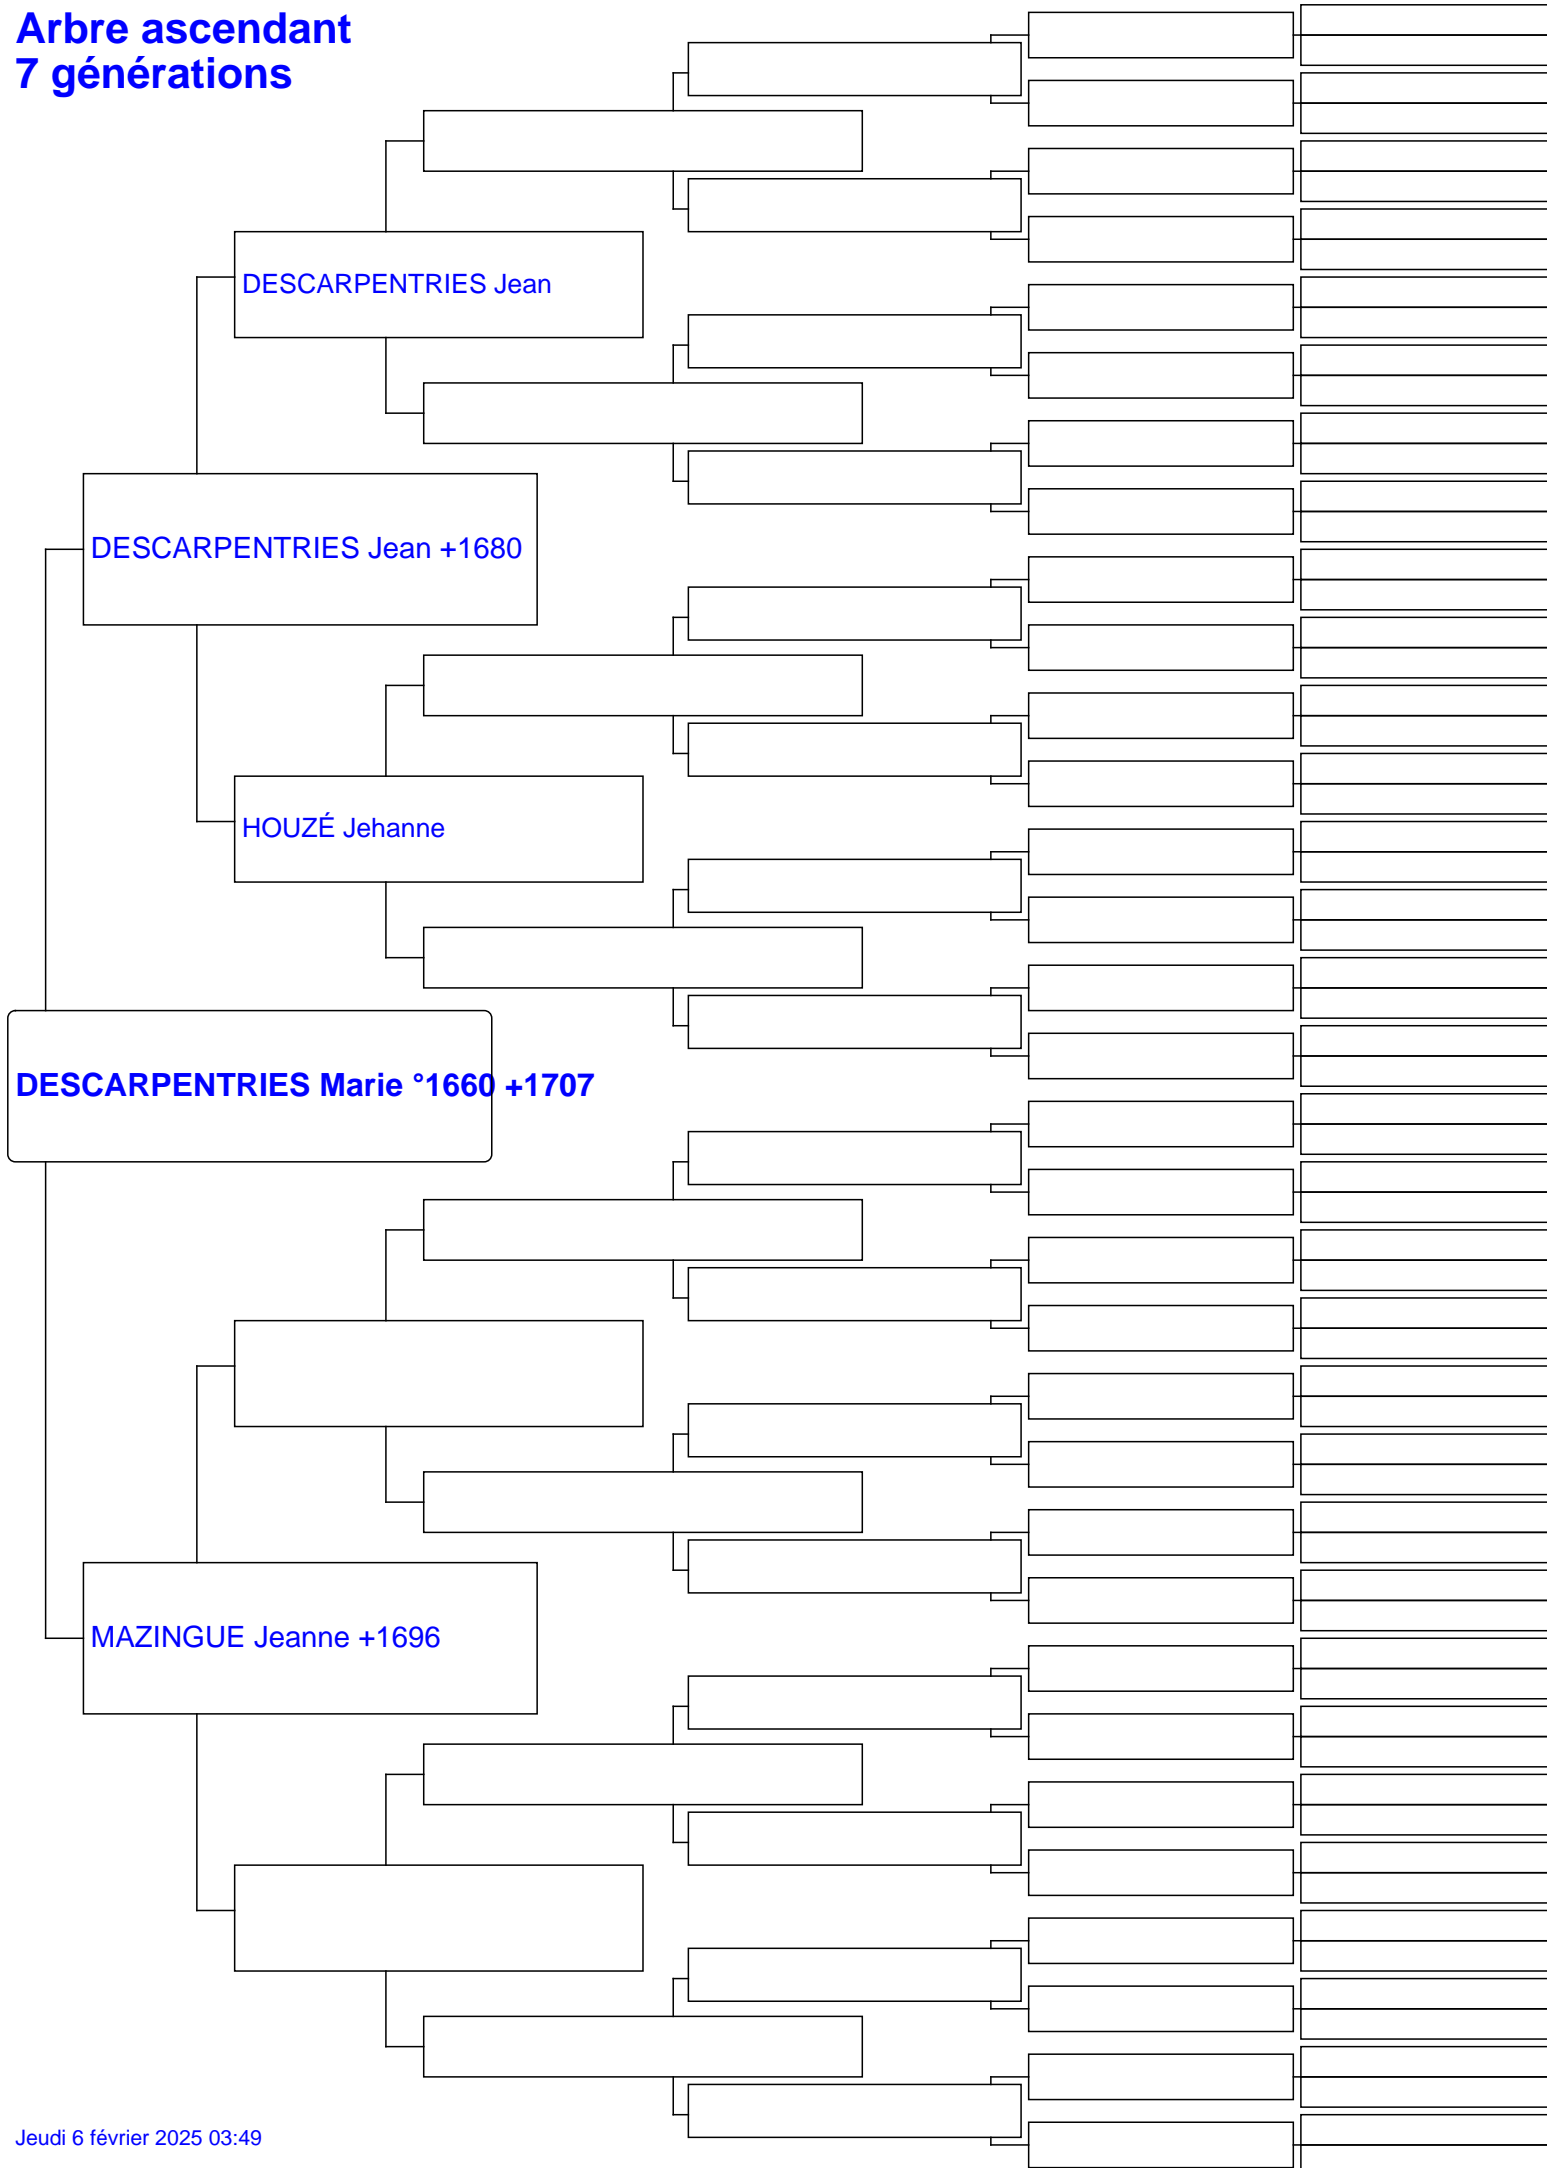 Arbre ascendant
7 générations
DESCARPENTRIES Jean
DESCARPENTRIES Jean +1680
HOUZÉ Jehanne
DESCARPENTRIES Marie °1660 +1707
MAZINGUE Jeanne +1696
Jeudi 6 février 2025 03:49